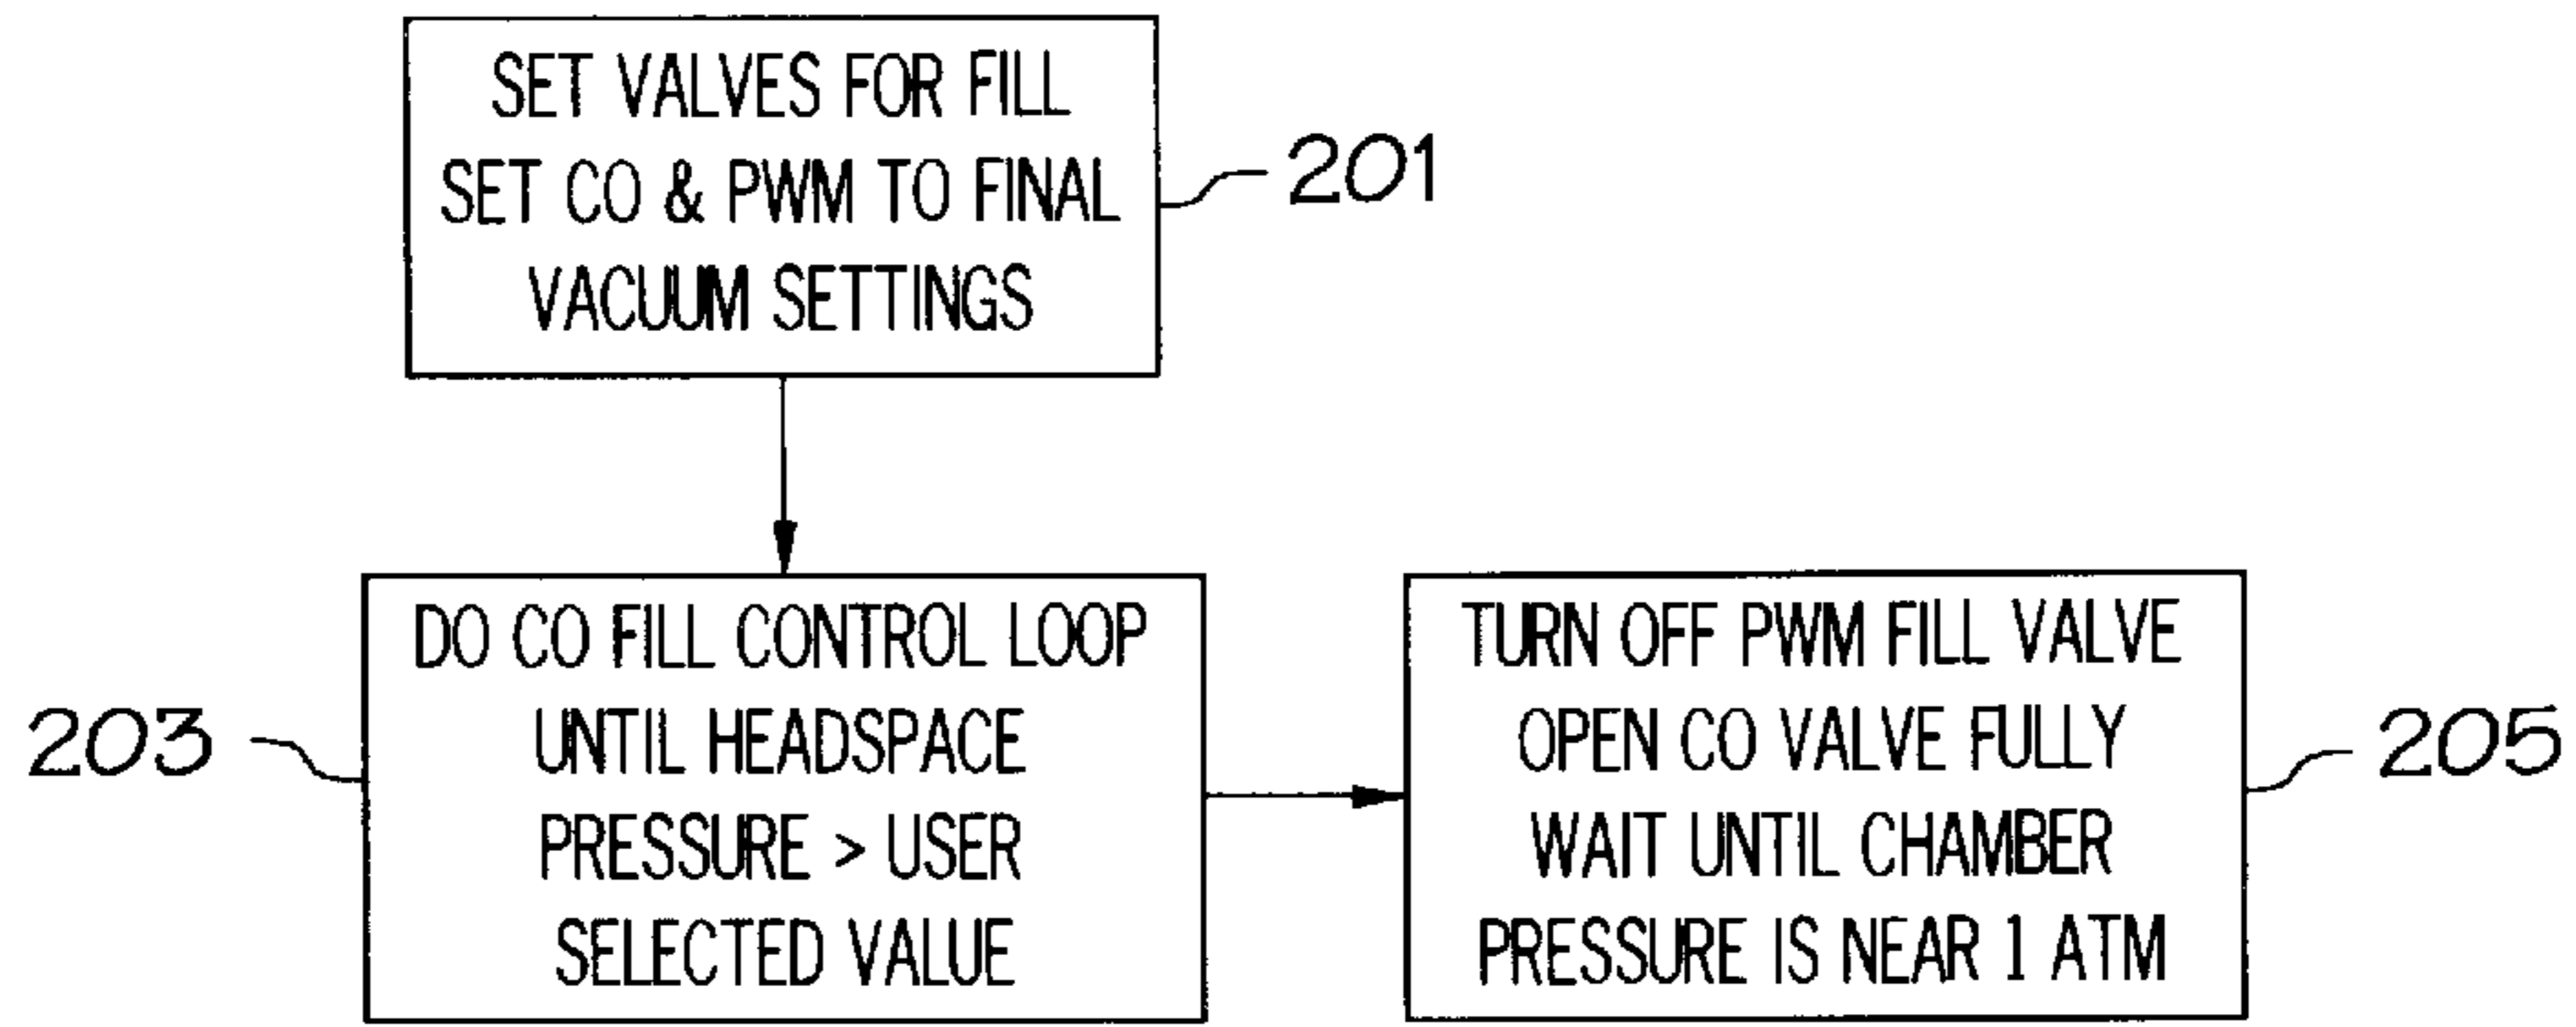 SET VALVES FOR FILL
SET CO & PWM TO FINAL
VACUUM SETTINGS
201
DO CO FILL CONTROL LOOP
UNTIL HEADSPACE
PRESSURE > USER
SELECTED VALUE
203
TURN OFF PWM FILL VALVE
OPEN CO VALVE FULLY
WAIT UNTIL CHAMBER
PRESSURE IS NEAR 1 ATM
205